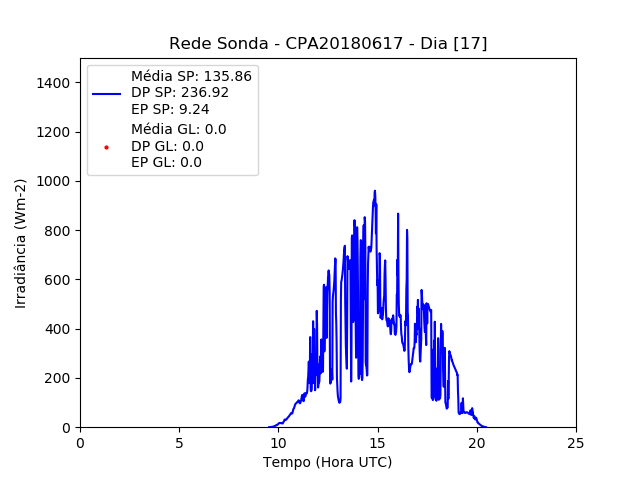 Rede Sonda - CPA20180617 - Dia [17]
Média SP: 135.86
DP SP: 236.92
EP SP: 9.24
Média GL: 0.0
DP GL: 0.0
EP GL: 0.0
Irradiância (Wm-2)
1400
1200
1000
800
600
400
200
0
0 5 10 15 20 25
Tempo (Hora UTC)